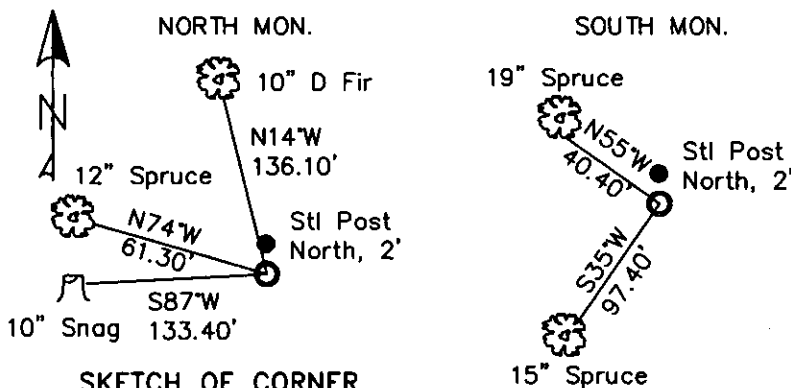 NORTH MON.
N
10" D Fir
N14°W
136.10'
12" Spruce
N74°W
61.30'
Stl Post
North, 2'
S87°W
133.40'
10" Snag
SKETCH OF CORNER
SOUTH MON.
19" Spruce
N55°W
40.40'
Stl Post
North, 2'
S35°W
97.40'
15" Spruce